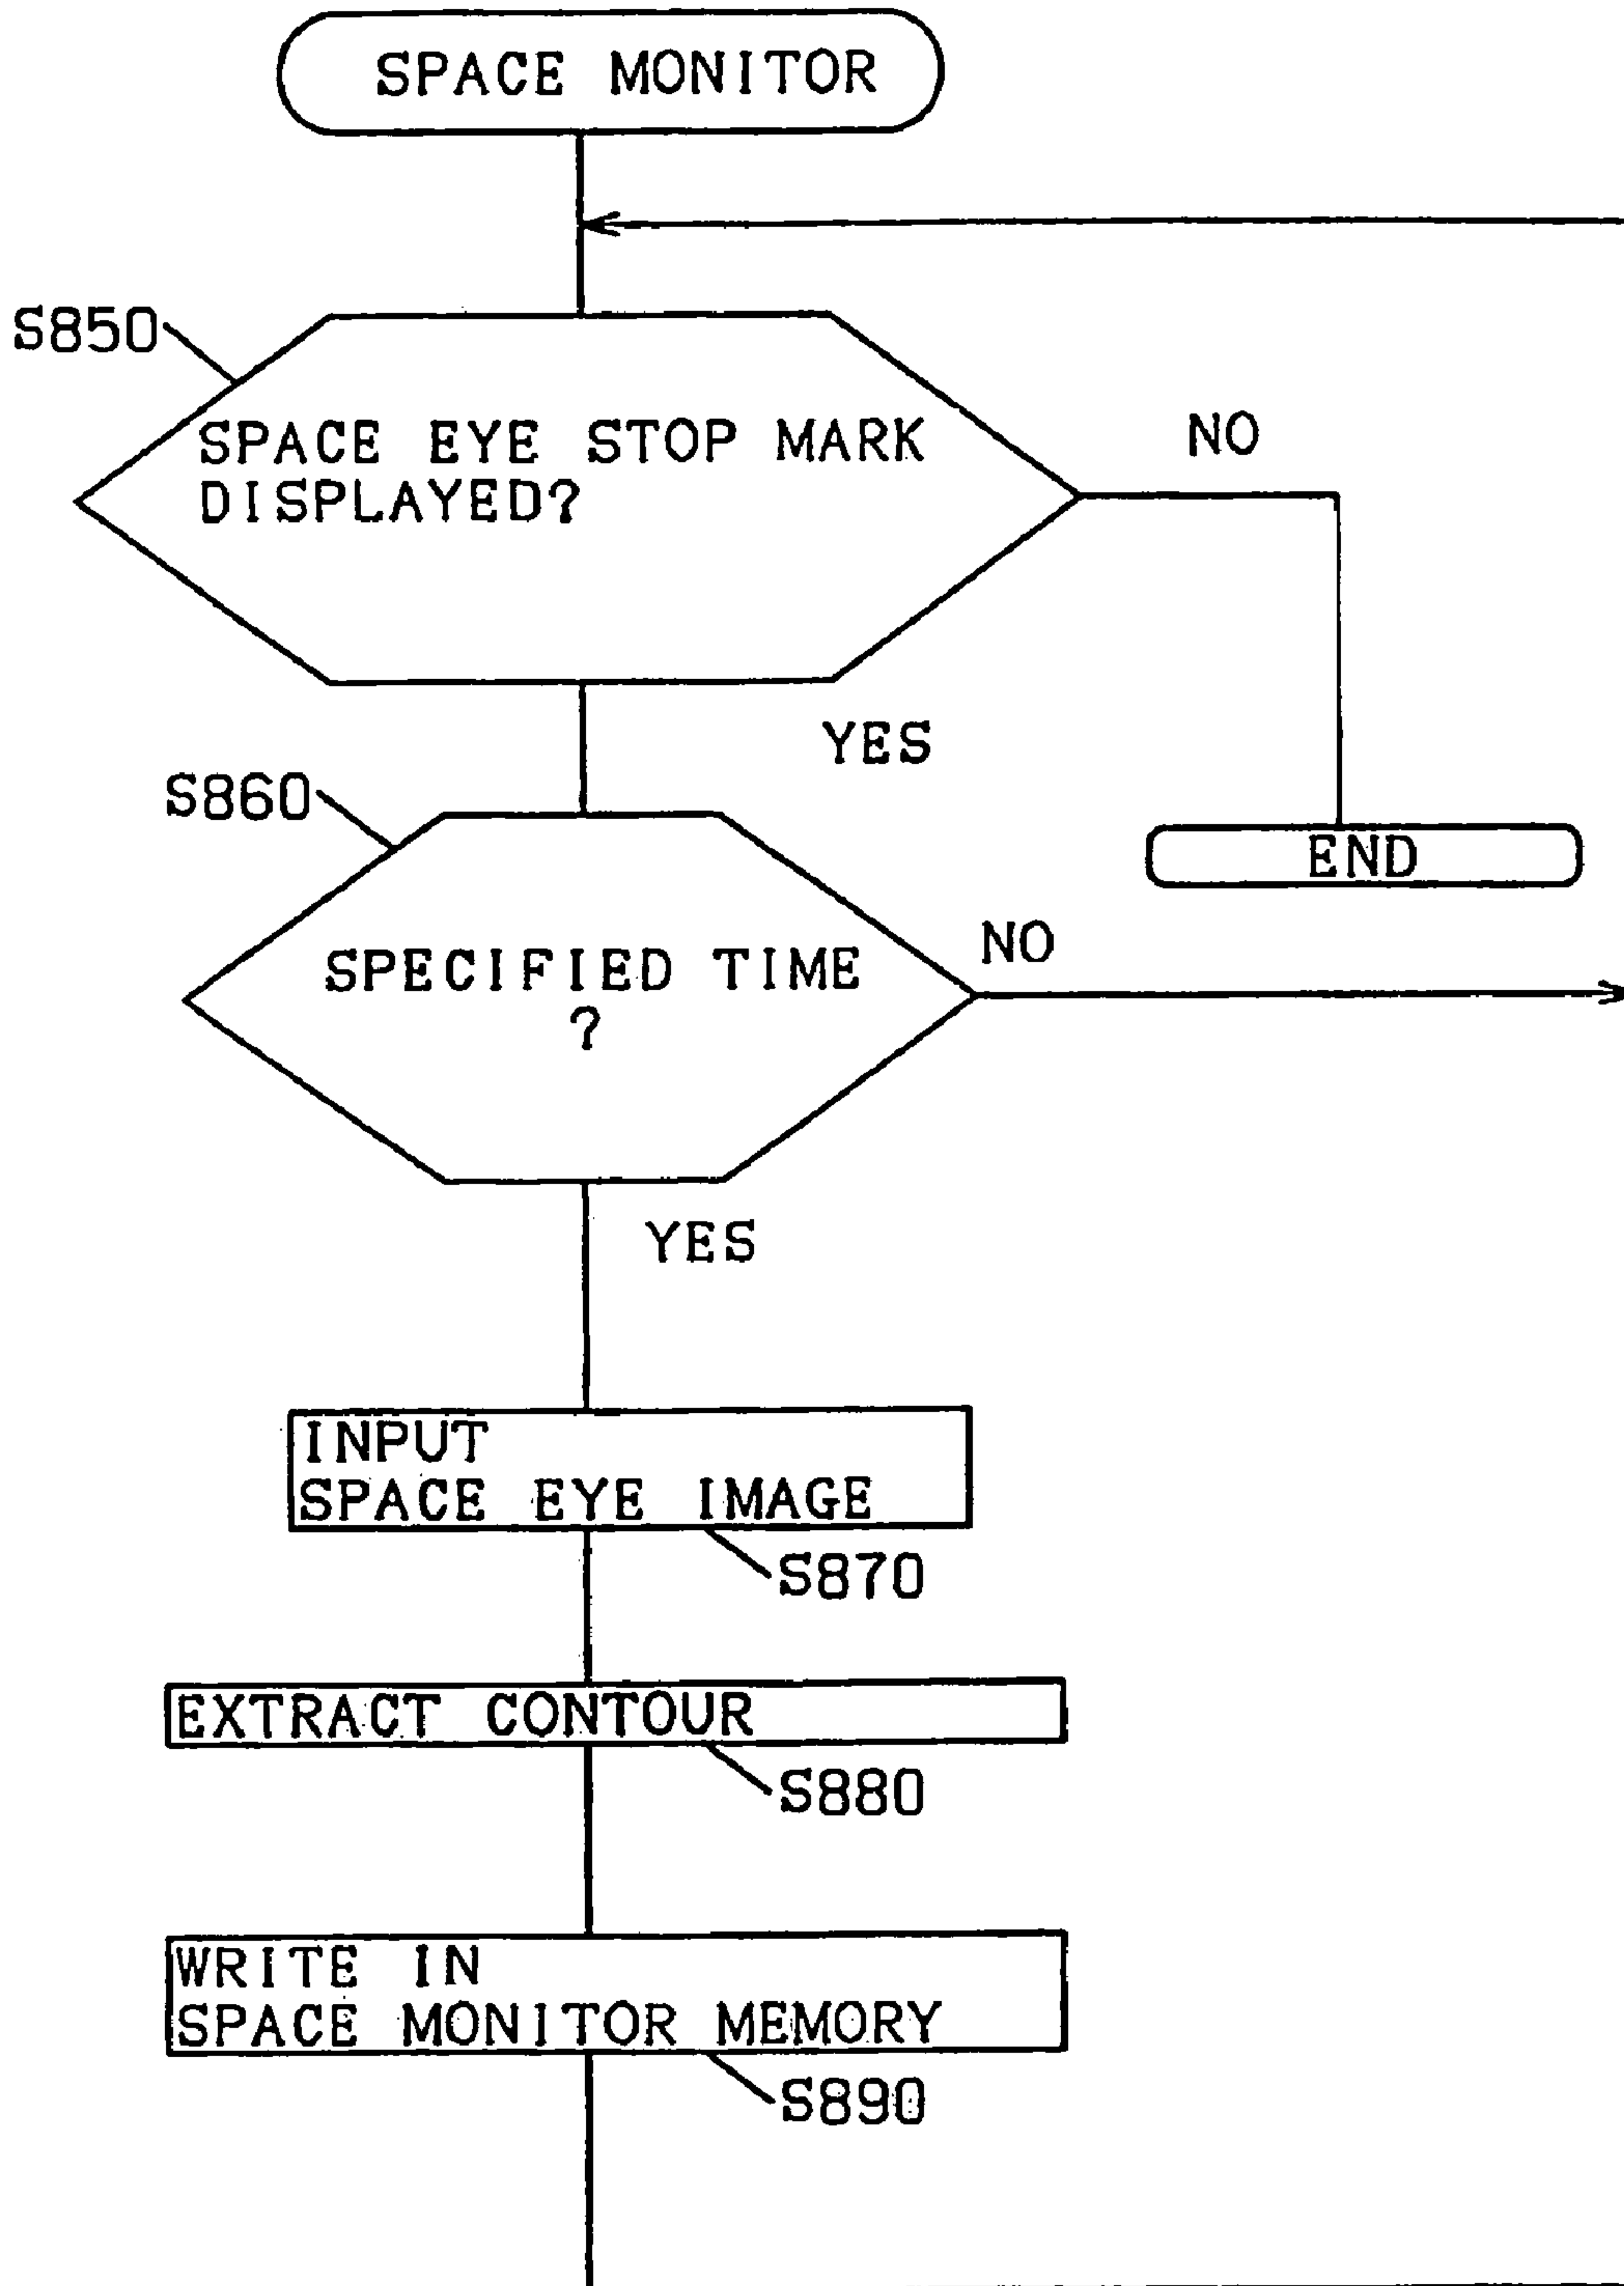 SPACE MONITOR
S850
SPACE EYE STOP MARK
DISPLAYED?
NO
YES
S860
END
SPECIFIED TIME
?
NO
YES
INPUT
SPACE EYE IMAGE
S870
EXTRACT CONTOUR
S880
WRITE IN
SPACE MONITOR MEMORY
S890